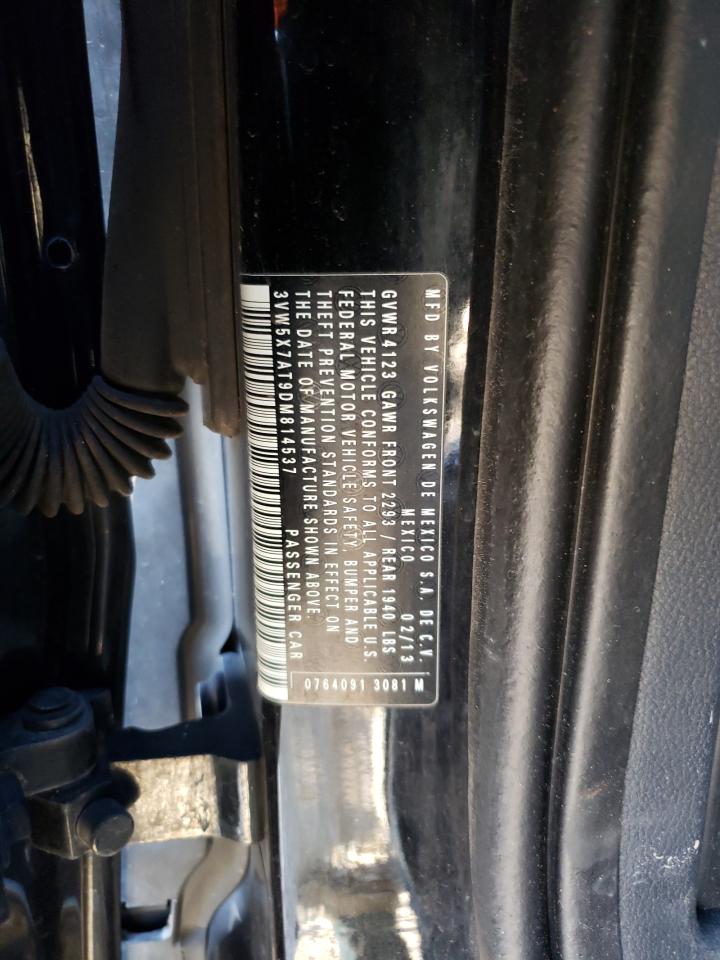 MFD BY VOLKSWAGEN DE MEXICO S.A. DE C.V.
MEXICO 02/13
GVWR 4123 GAWR FRONT 2293 / REAR 1940 LBS
THIS VEHICLE CONFORMS TO ALL APPLICABLE U.S.
FEDERAL MOTOR VEHICLE SAFETY, BUMPER AND
THEFT PREVENTION STANDARDS IN EFFECT ON
THE DATE OF MANUFACTURE SHOWN ABOVE.
3VW5X7AT9DM814537 PASSENGER CAR
0764091 3081 M